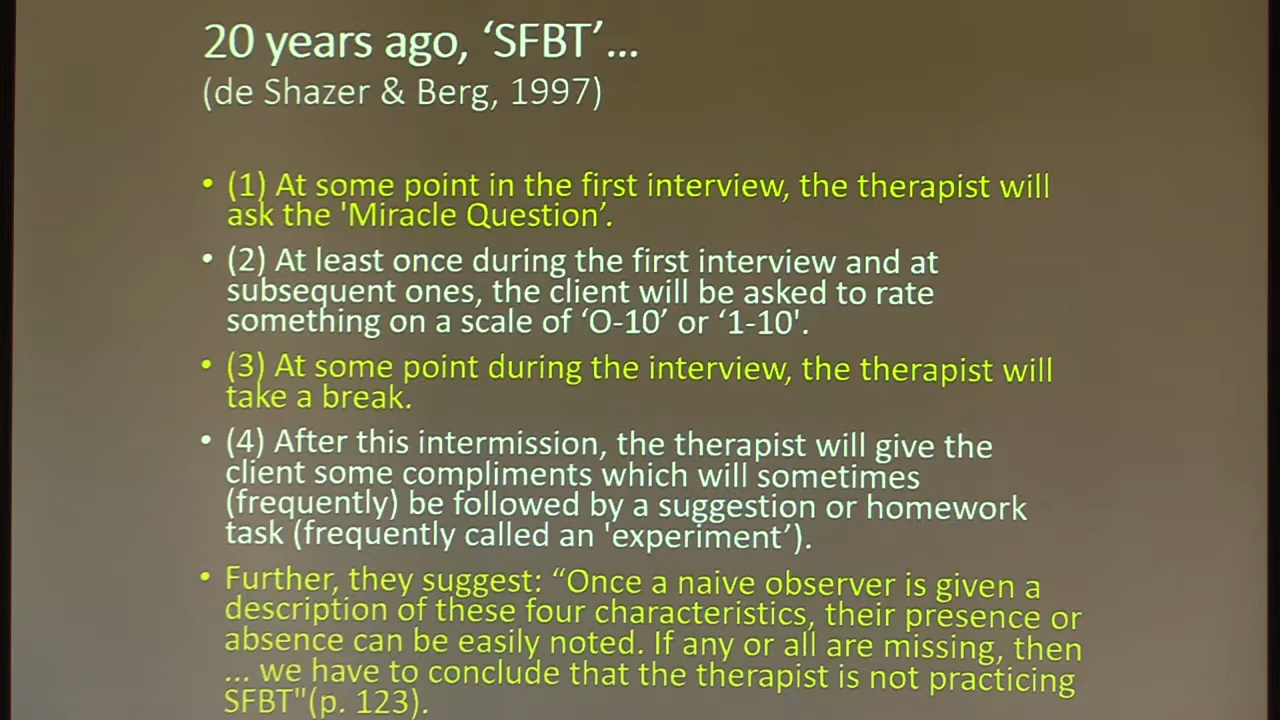 20 years ago, ‘SFBT’...
(de Shazer & Berg, 1997)
• (1) At some point in the first interview, the therapist will
ask the 'Miracle Question’.
• (2) At least once during the first interview and at
subsequent ones, the client will be asked to rate
something on a scale of ‘O-10’ or ‘1-10'.
• (3) At some point during the interview, the therapist will
take a break.
• (4) After this intermission, the therapist will give the
client some compliments which will sometimes
(frequently) be followed by a suggestion or homework
task (frequently called an 'experiment’).
• Further, they suggest: “Once a naive observer is given a
description of these four characteristics, their presence or
absence can be easily noted. If any or all are missing, then
... we have to conclude that the therapist is not practicing
SFBT"(p. 123).